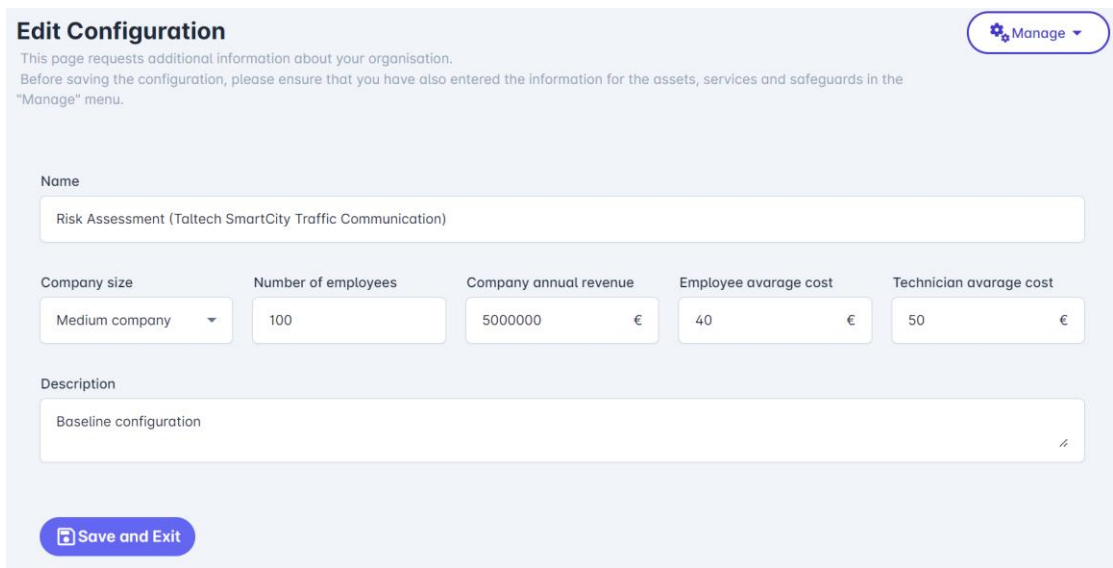 Edit Configuration
Manage
This page requests additional information about your organisation.
Before saving the configuration, please ensure that you have also entered the information for the assets, services and safeguards in the
"Manage" menu.
Name
Risk Assessment (Taltech SmartCity Traffic Communication)
Company size Number of employees Company annual revenue Employee avarage cost Technician avarage cost
Medium company 100 5000000 € 40 € 50 €
Description
Baseline configuration
Save and Exit